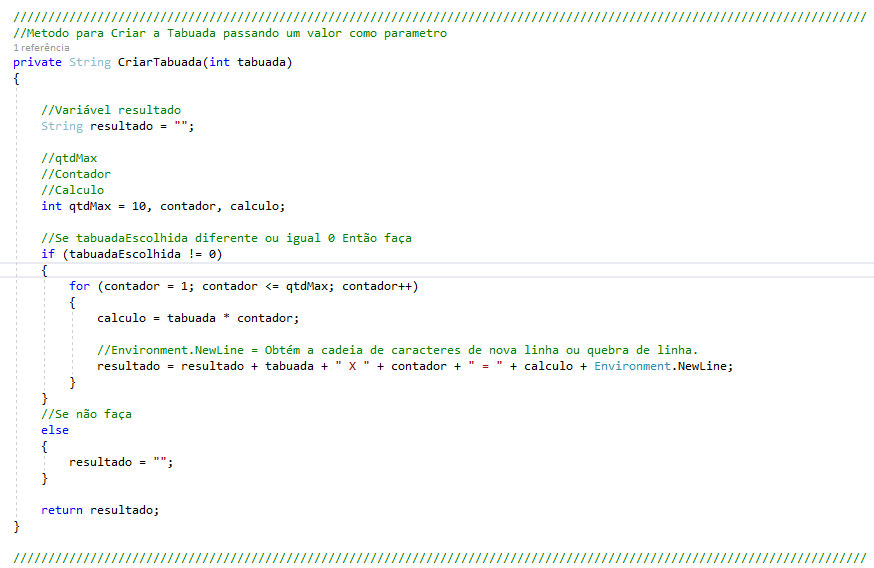 //////////////////////////////////////////////////////////////////////////////////////////////////////////////////////////
//Metodo para Criar a Tabuada passando um valor como parametro
1 referência
private String CriarTabuada(int tabuada)
{
//Variável resultado
String resultado = "";
//qtdMax
//Contador
//Calculo
int qtdMax = 10, contador, calculo;
//Se tabuadaEscolhida diferente ou igual 0 Então faça
if (tabuadaEscolhida != 0)
{
for (contador = 1; contador <= qtdMax; contador++)
{
calculo = tabuada * contador;
//Environment.NewLine = Obtém a cadeia de caracteres de nova linha ou quebra de linha.
resultado = resultado + tabuada + " X " + contador + " = " + calculo + Environment.NewLine;
}
}
//Se não faça
else
{
resultado = "";
}
return resultado;
}
//////////////////////////////////////////////////////////////////////////////////////////////////////////////////////////